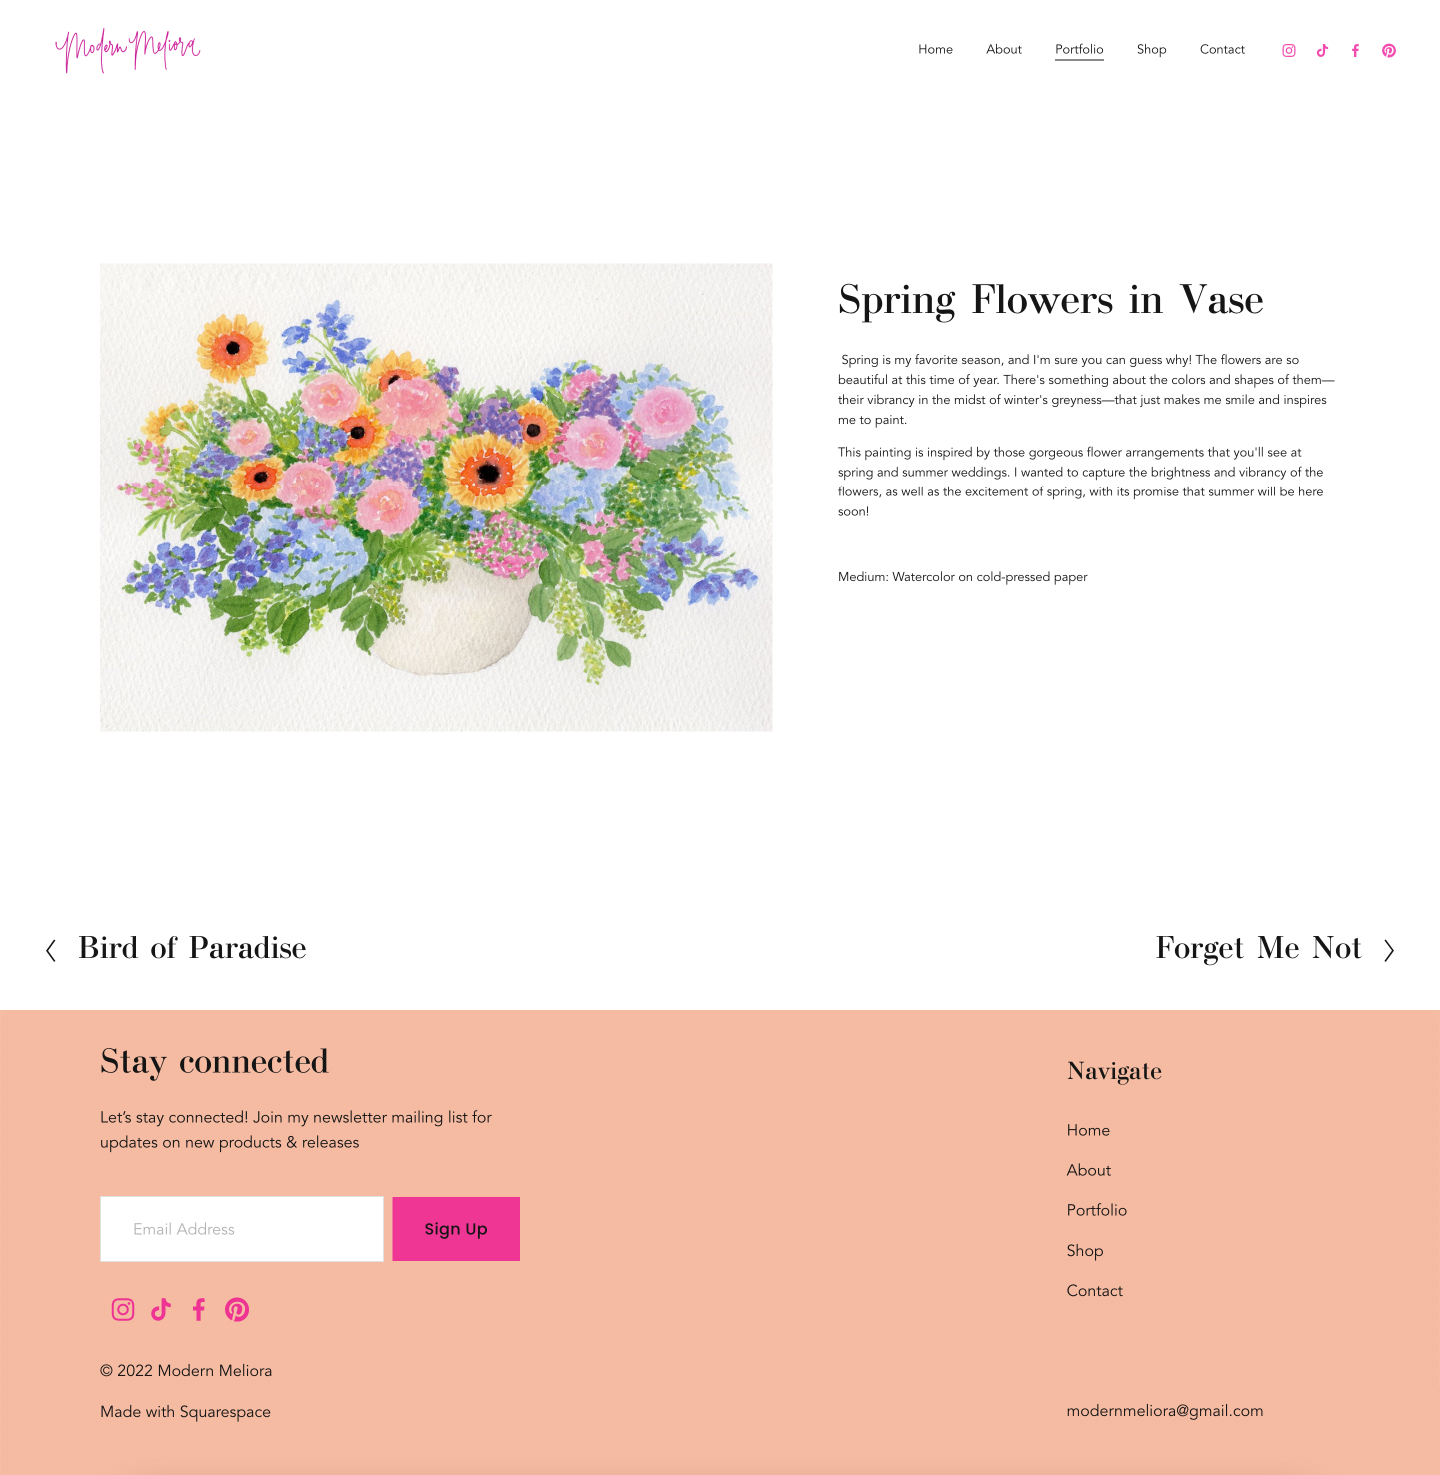 Modern Meliora
Home About Portfolio Shop Contact
Spring Flowers in Vase
Spring is my favorite season, and I'm sure you can guess why! The flowers are so
beautiful at this time of year. There's something about the colors and shapes of them—
their vibrancy in the midst of winter's greyness—that just makes me smile and inspires
me to paint.
This painting is inspired by those gorgeous flower arrangements that you'll see at
spring and summer weddings. I wanted to capture the brightness and vibrancy of the
flowers, as well as the excitement of spring, with its promise that summer will be here
soon!
Medium: Watercolor on cold-pressed paper
Bird of Paradise
Forget Me Not
Stay connected
Let’s stay connected! Join my newsletter mailing list for
updates on new products & releases
Email Address
Sign Up
© 2022 Modern Meliora
Made with Squarespace
Navigate
Home
About
Portfolio
Shop
Contact
modernmeliora@gmail.com